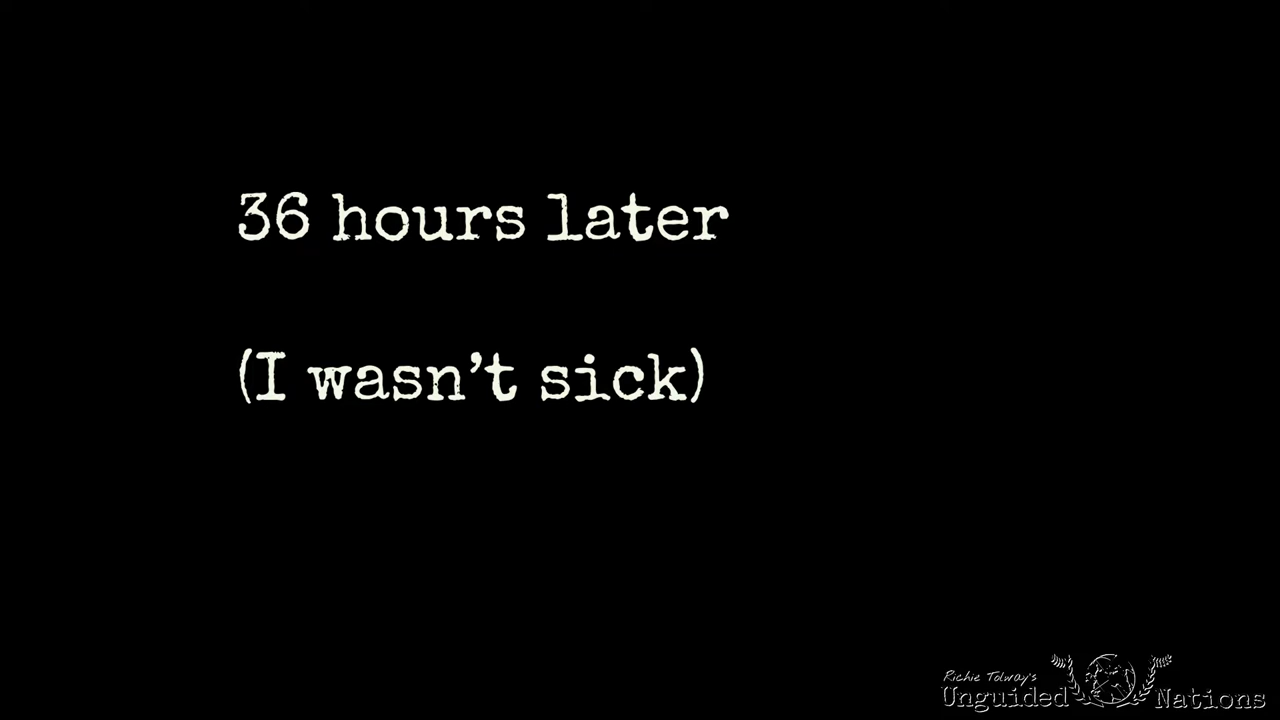 36 hours later
(I wasn’t sick)
Richie Tolway's
Unguided Nations